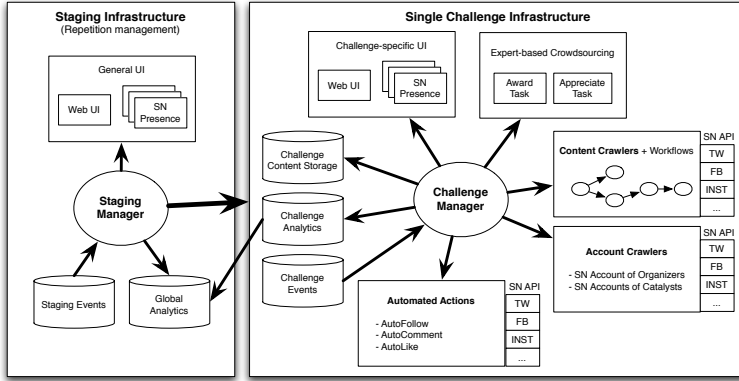 Staging Infrastructure
(Repetition management)
General UI
Web UI
SN
Presence
Staging
Manager
Staging Events
Global
Analytics
Single Challenge Infrastructure
Challenge-specific UI
Web UI
SN
Presence
Expert-based Crowdsourcing
Award
Task
Appreciate
Task
Challenge
Content Storage
Challenge
Analytics
Challenge
Events
Challenge
Manager
Content Crawlers + Workflows
SN API
TW
FB
INST
...
Account Crawlers
- SN Account of Organizers
- SN Accounts of Catalysts
SN API
TW
FB
INST
...
Automated Actions
- AutoFollow
- AutoComment
- AutoLike
SN API
TW
FB
INST
...